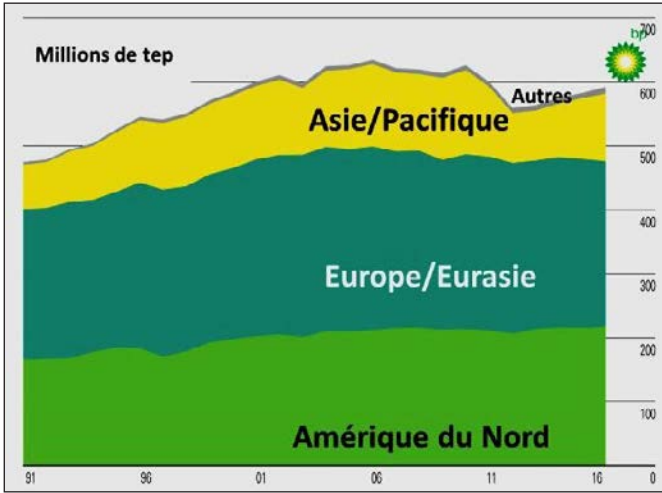 bp
700
Millions de tep
600
Autres
Asie/Pacifique
500
400
Europe/Eurasie
300
200
100
Amérique du Nord
91 96 01 06 11 16 0